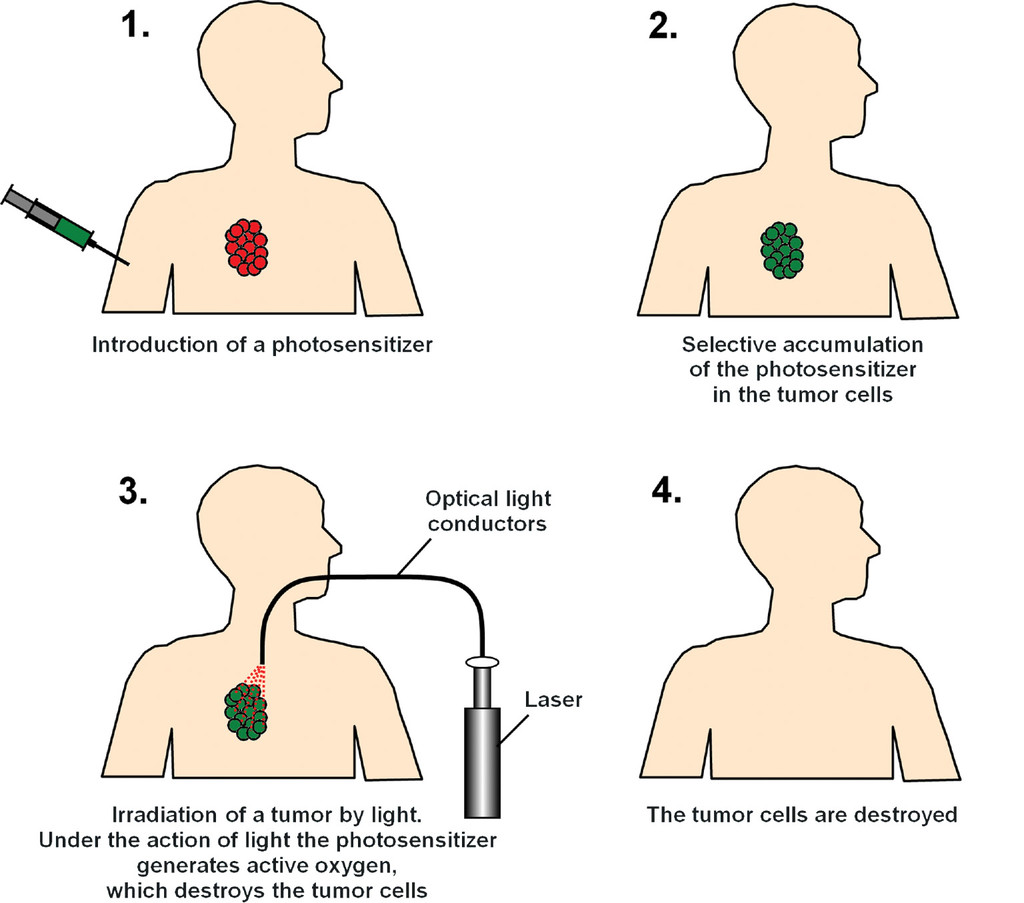 1.
Introduction of a photosensitizer
2.
Selective accumulation
of the photosensitizer
in the tumor cells
3.
Optical light
conductors
Laser
Irradiation of a tumor by light.
Under the action of light the photosensitizer
generates active oxygen,
which destroys the tumor cells
4.
The tumor cells are destroyed